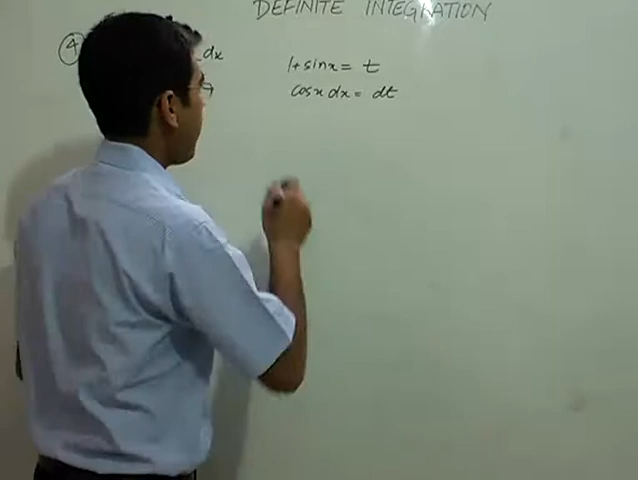 DEFINITE INTEGRATION
④ dx
1+sinx = t
cosx dx = dt